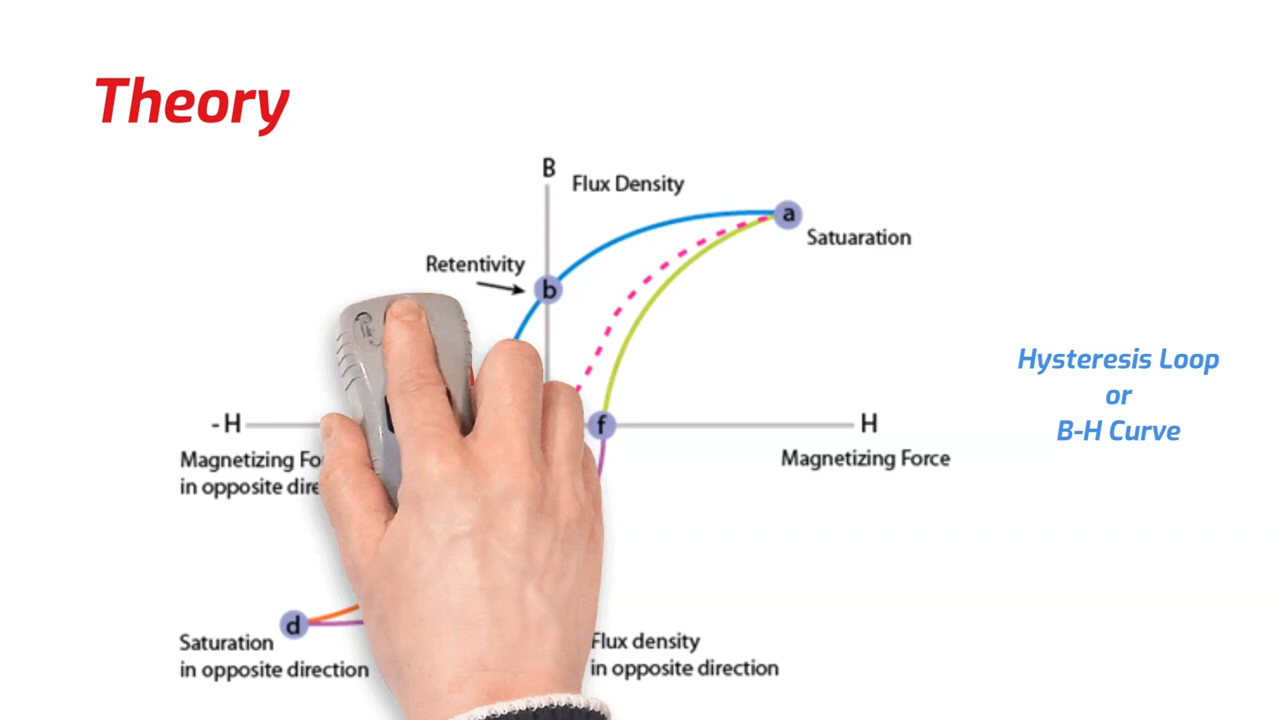 Theory
B
Flux Density
a
Satuaration
Retentivity
b
Hysteresis Loop
or
B-H Curve
- H
f
H
Magnetizing Fo
in opposite dire
Magnetizing Force
d
Saturation
in opposite direction
Flux density
in opposite direction